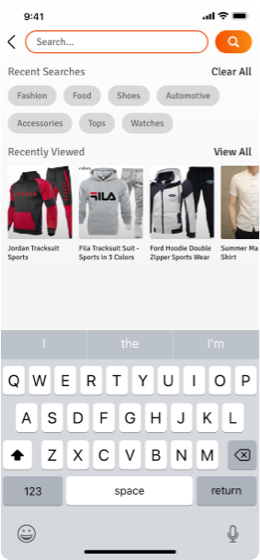 9:41
Search...
Recent Searches
Clear All
Fashion
Food
Shoes
Automotive
Accessories
Tops
Watches
Recently Viewed
View All
FILA
Jordan Tracksuit
Sports
Fila Tracksuit Suit -
Sports in 3 Colors
Ford Hoodie Double
Zipper Sports Wear
Summer Ma
Shirt
I
the
I'm
Q W E R T Y U I O P
A S D F G H J K L
Z X C V B N M
123
space
return